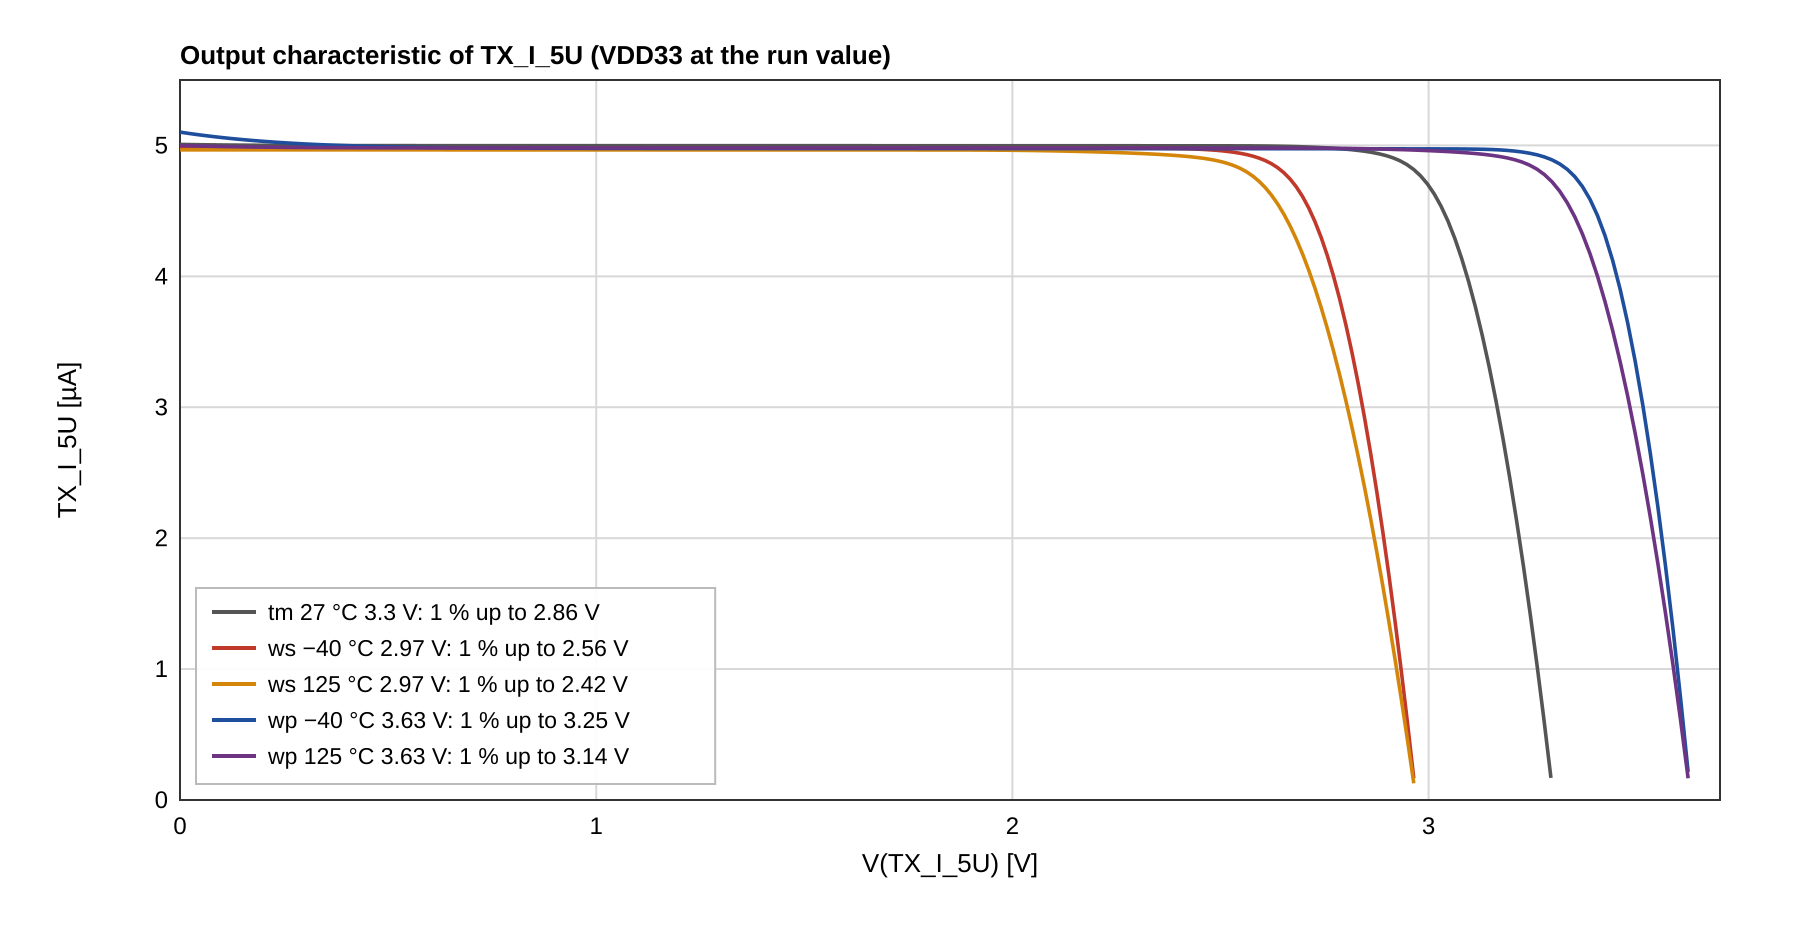 Output characteristic of TX_I_5U (VDD33 at the run value)
5
4
3
2
1
0
TX_I_5U [µA]
tm 27 °C 3.3 V: 1 % up to 2.86 V
ws −40 °C 2.97 V: 1 % up to 2.56 V
ws 125 °C 2.97 V: 1 % up to 2.42 V
wp −40 °C 3.63 V: 1 % up to 3.25 V
wp 125 °C 3.63 V: 1 % up to 3.14 V
0 1 2 3
V(TX_I_5U) [V]